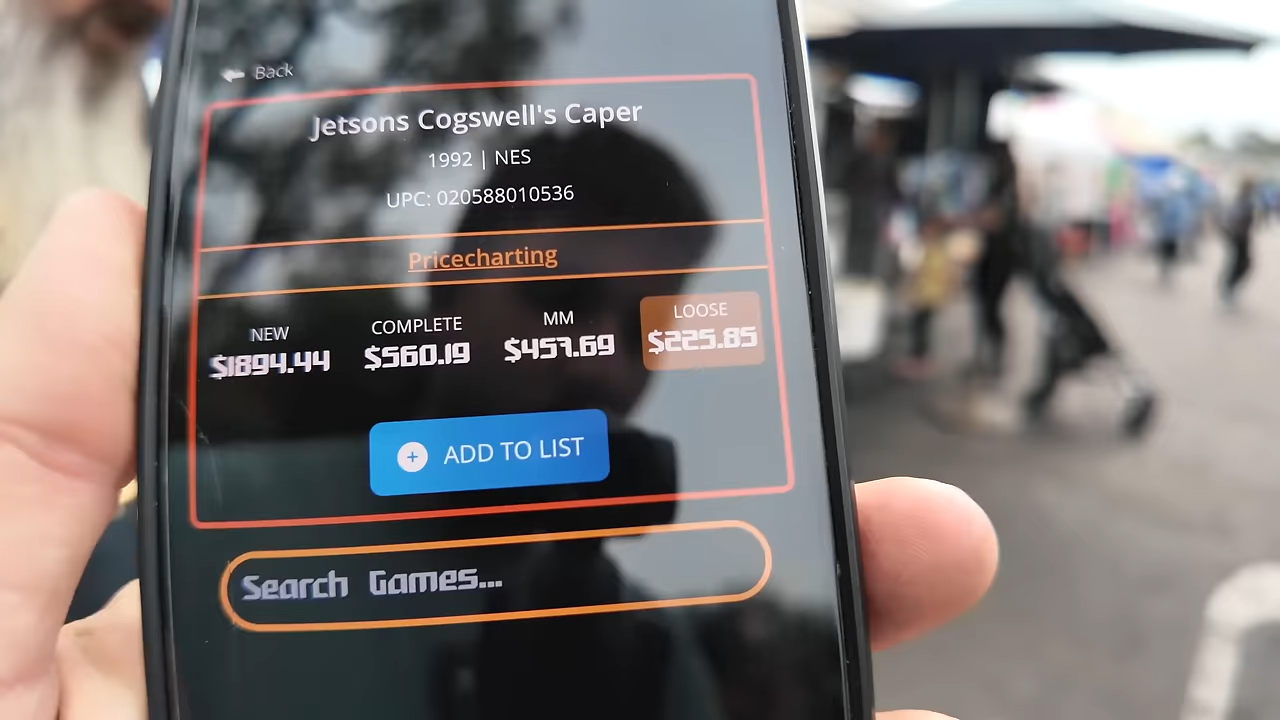 Back
Jetsons Cogswell's Caper
1992 | NES
UPC: 020588010536
Pricecharting
NEW COMPLETE MM LOOSE
$1894.44 $560.19 $457.69 $225.85
ADD TO LIST
Search Games...